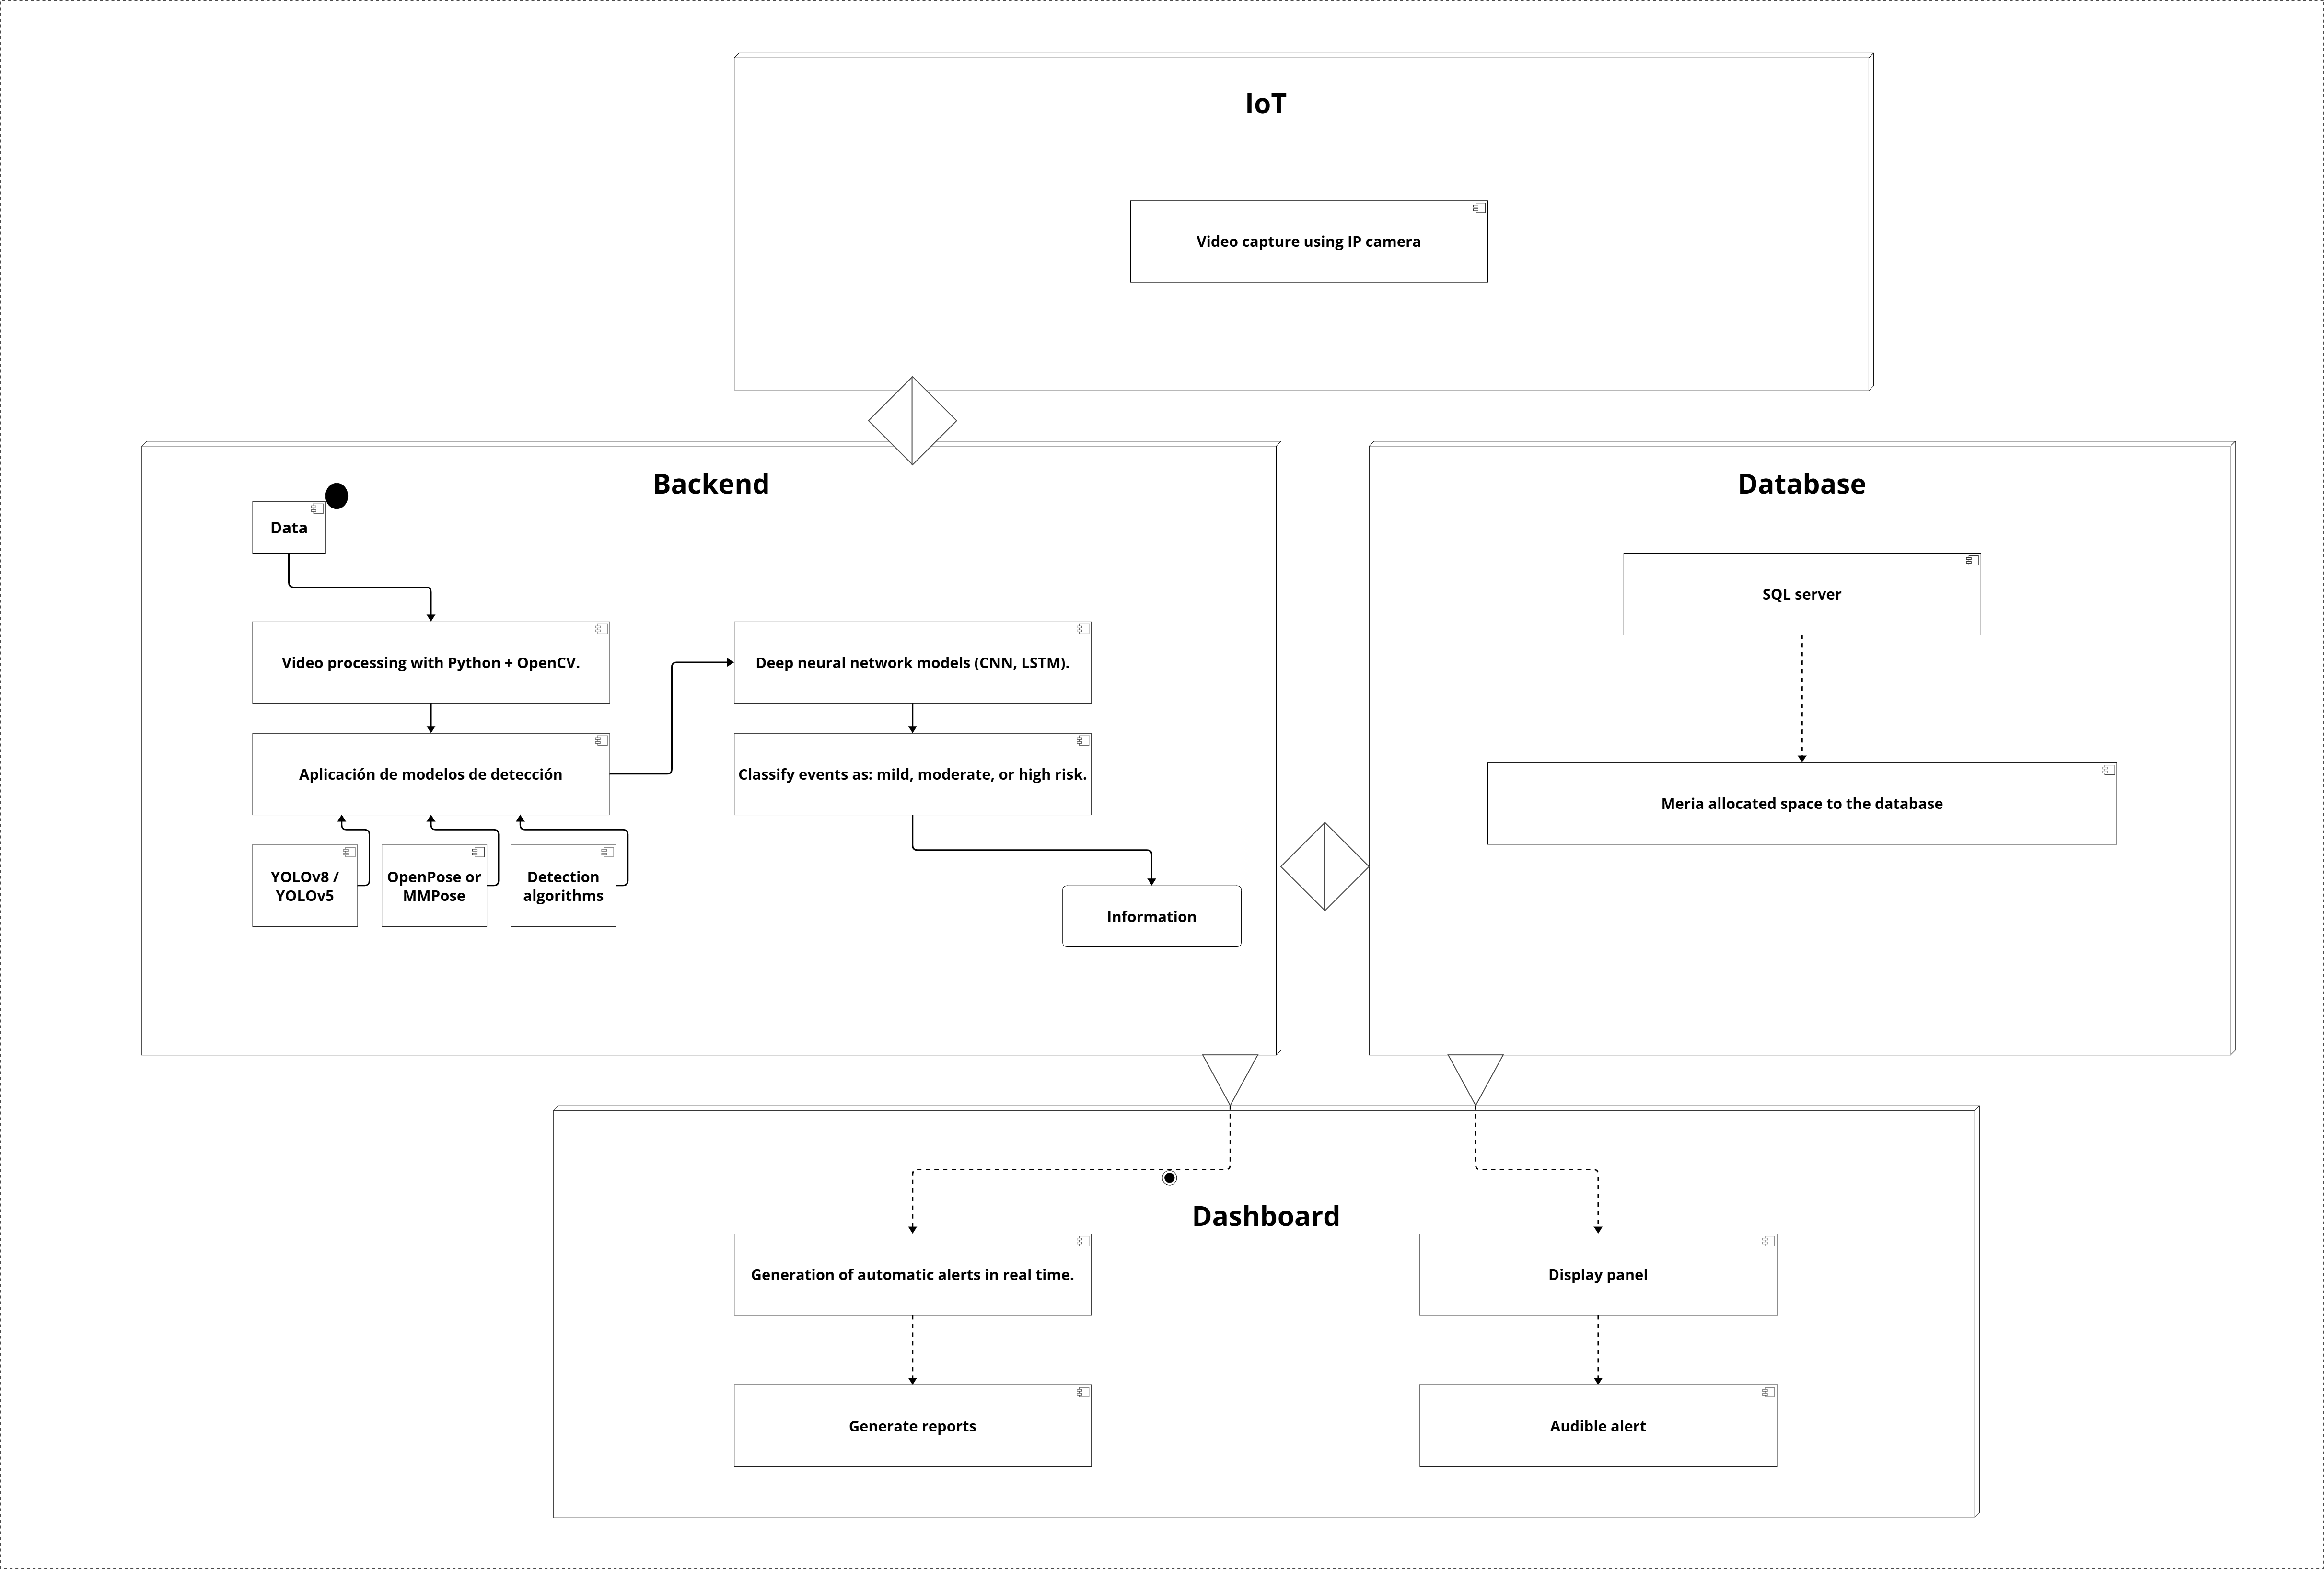 IoT
Video capture using IP camera
Backend
Data
Video processing with Python + OpenCV.
Aplicación de modelos de detección
YOLOv8 /
YOLOv5
OpenPose or
MMPose
Detection
algorithms
Deep neural network models (CNN, LSTM).
Classify events as: mild, moderate, or high risk.
Information
Database
SQL server
Meria allocated space to the database
Dashboard
Generation of automatic alerts in real time.
Display panel
Generate reports
Audible alert